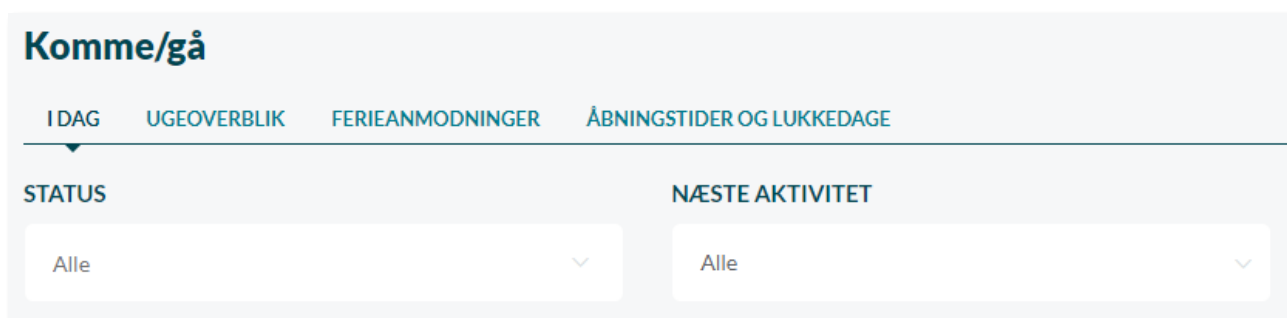 Komme/gå
I DAG UGEOVERBLIK FERIEANMODNINGER ÅBNINGSTIDER OG LUKKEDAGE
STATUS NÆSTE AKTIVITET
Alle Alle